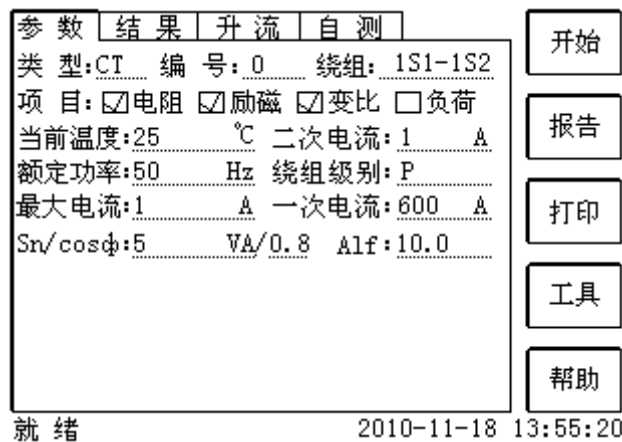 参 数 结 果 升 流 自 测
类 型:CT 编 号: 0 绕组: 1S1-1S2
项 目: ☑电阻 ☑励磁 ☑变比 ☐负荷
当前温度:25 ℃ 二次电流: 1 A
额定功率:50 Hz 绕组级别: P
最大电流:1 A 一次电流: 600 A
Sn/cosφ:5 VA/0.8 Alf:10.0
开始
报告
打印
工具
帮助
就 绪 2010-11-18 13:55:20